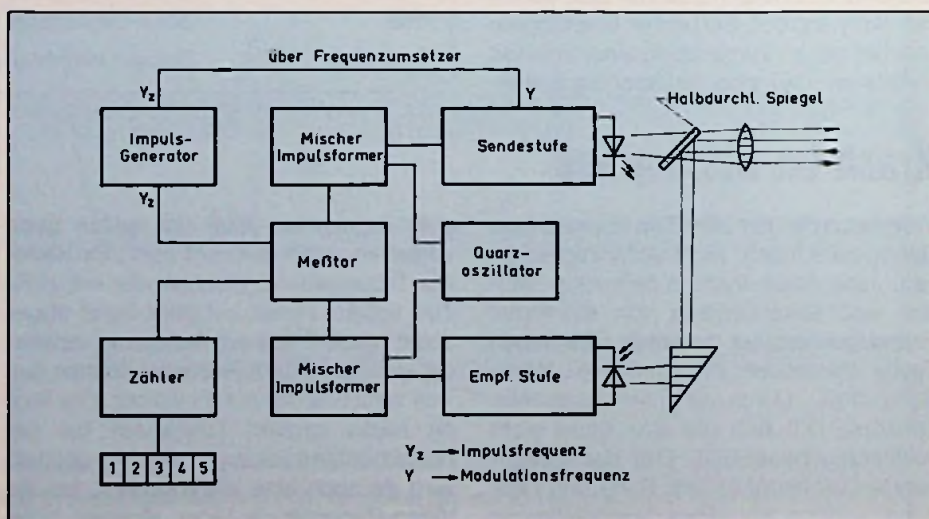 über Frequenzumsetzer
Yz
Y
Halbdurchl. Spiegel
Impuls-
Generator
Mischer
Impulsformer
Sendestufe
Yz
Meßtor
Quarz-
oszillator
Zähler
Mischer
Impulsformer
Empf. Stufe
1 2 3 4 5
Yz → Impulsfrequenz
Y → Modulationsfrequenz